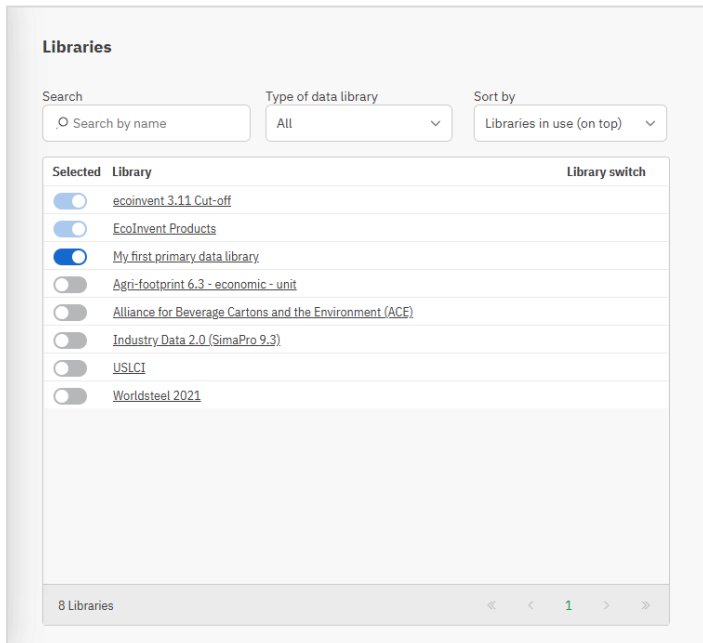 Libraries
Search Type of data library Sort by
Search by name All Libraries in use (on top)
Selected Library Library switch
ecoinvent 3.11 Cut-off
EcoInvent Products
My first primary data library
Agri-footprint 6.3 - economic - unit
Alliance for Beverage Cartons and the Environment (ACE)
Industry Data 2.0 (SimaPro 9.3)
USLCI
Worldsteel 2021
8 Libraries « < 1 > »